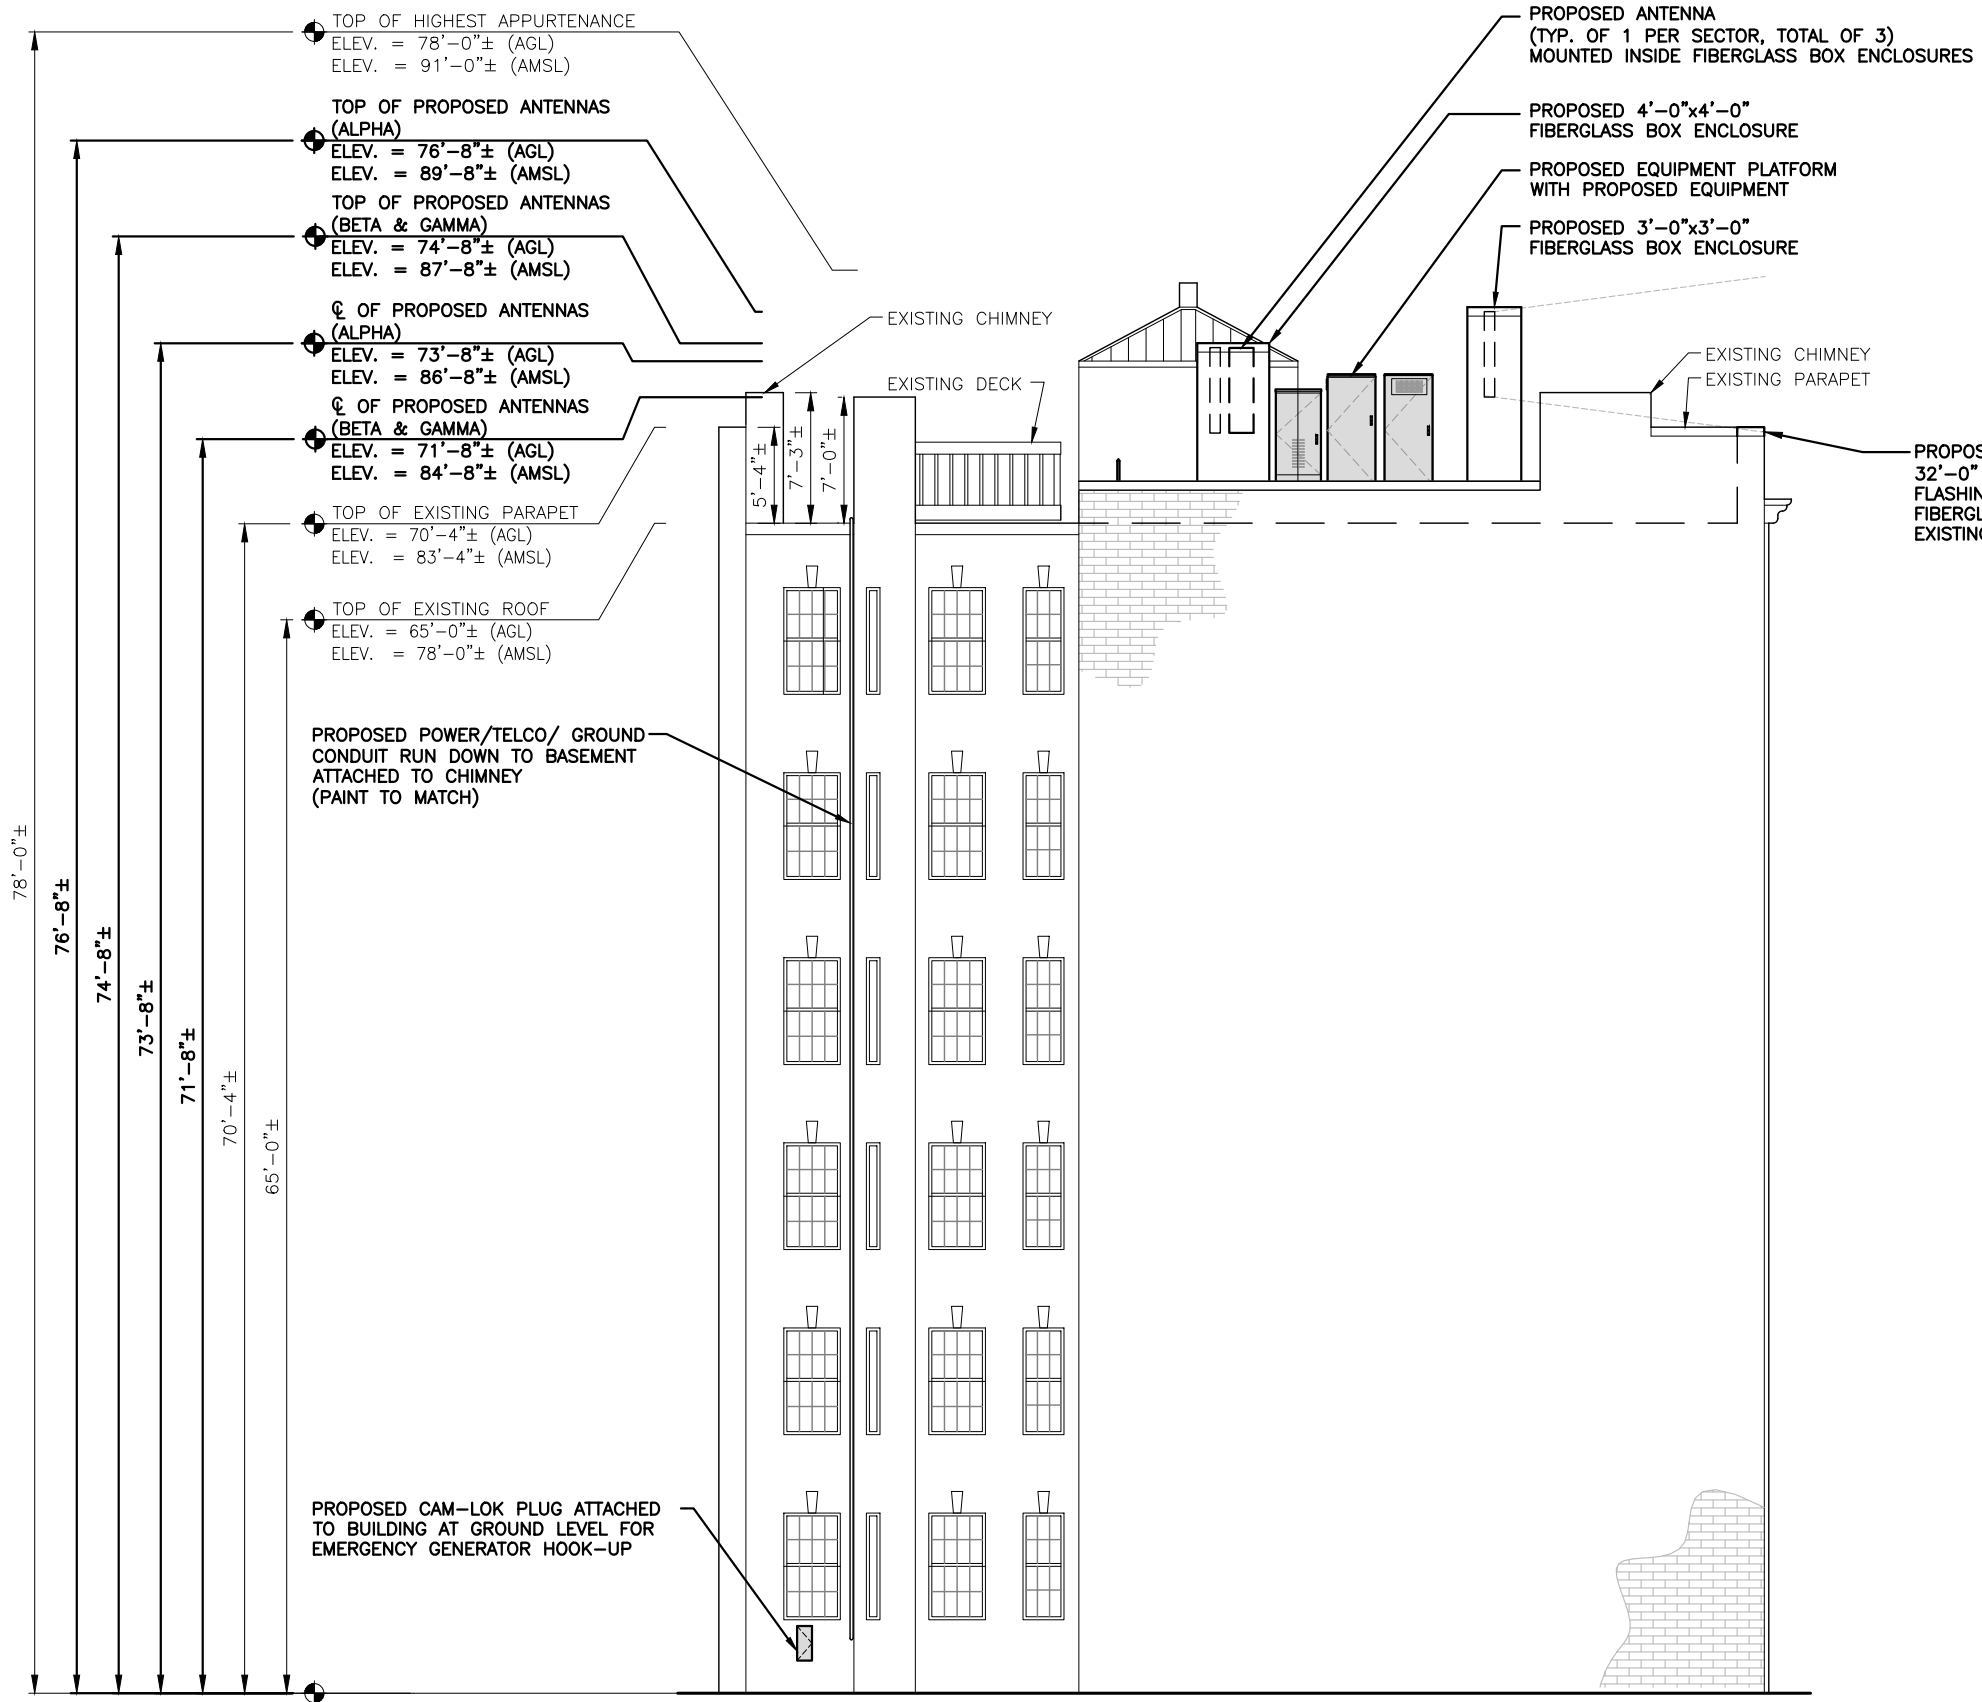 TOP OF HIGHEST APPURTENANCE
ELEV. = 78'-0"± (AGL)
ELEV. = 91'-0"± (AMSL)
TOP OF PROPOSED ANTENNAS
(ALPHA)
ELEV. = 76'-8"± (AGL)
ELEV. = 89'-8"± (AMSL)
TOP OF PROPOSED ANTENNAS
(BETA & GAMMA)
ELEV. = 74'-8"± (AGL)
ELEV. = 87'-8"± (AMSL)
℄ OF PROPOSED ANTENNAS
(ALPHA)
ELEV. = 73'-8"± (AGL)
ELEV. = 86'-8"± (AMSL)
℄ OF PROPOSED ANTENNAS
(BETA & GAMMA)
ELEV. = 71'-8"± (AGL)
ELEV. = 84'-8"± (AMSL)
TOP OF EXISTING PARAPET
ELEV. = 70'-4"± (AGL)
ELEV. = 83'-4"± (AMSL)
TOP OF EXISTING ROOF
ELEV. = 65'-0"± (AGL)
ELEV. = 78'-0"± (AMSL)
PROPOSED POWER/TELCO/ GROUND
CONDUIT RUN DOWN TO BASEMENT
ATTACHED TO CHIMNEY
(PAINT TO MATCH)
78'-0"±
76'-8"±
74'-8"±
73'-8"±
71'-8"±
70'-4"±
65'-0"±
PROPOSED CAM-LOK PLUG ATTACHED
TO BUILDING AT GROUND LEVEL FOR
EMERGENCY GENERATOR HOOK-UP
5'-4"±
7'-3"±
7'-0"±
EXISTING CHIMNEY
EXISTING DECK
PROPOSED ANTENNA
(TYP. OF 1 PER SECTOR, TOTAL OF 3)
MOUNTED INSIDE FIBERGLASS BOX ENCLOSURES
PROPOSED 4'-0"x4'-0"
FIBERGLASS BOX ENCLOSURE
PROPOSED EQUIPMENT PLATFORM
WITH PROPOSED EQUIPMENT
PROPOSED 3'-0"x3'-0"
FIBERGLASS BOX ENCLOSURE
EXISTING CHIMNEY
EXISTING PARAPET
PROPOS
32'-0"
FLASHIN
FIBERGL
EXISTING